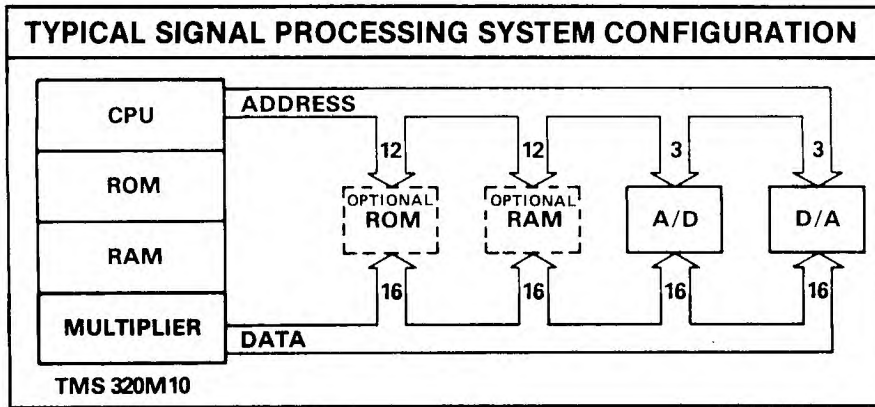 TYPICAL SIGNAL PROCESSING SYSTEM CONFIGURATION
CPU
ADDRESS
12
12
3
3
ROM
OPTIONAL
ROM
OPTIONAL
RAM
A/D
D/A
RAM
16
16
16
16
MULTIPLIER
DATA
TMS 320M10